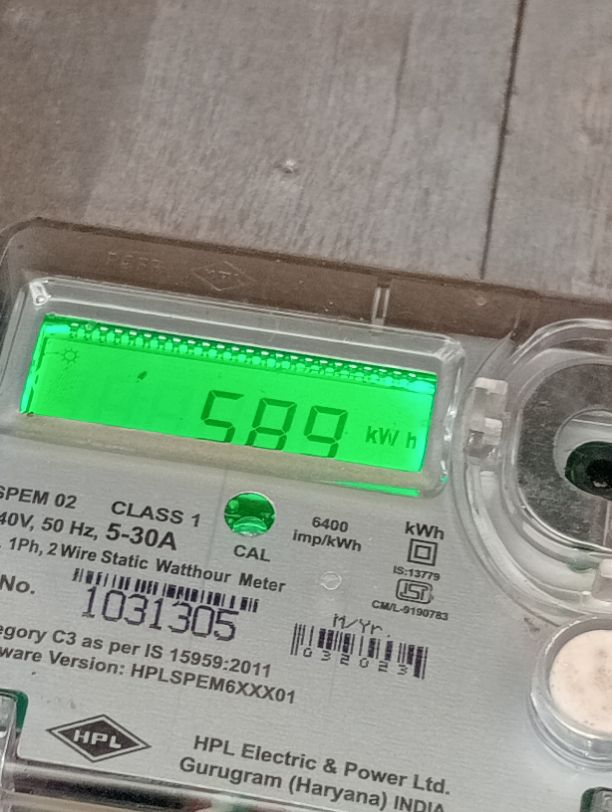 589 kWh
SPEM 02 CLASS 1
40V, 50 Hz, 5-30A
CAL
6400
imp/kWh
kWh
, 1Ph, 2 Wire Static Watthour Meter
IS:13779
CM/L-9190783
No.
1031305
M/Yr.
032023
egory C3 as per IS 15959:2011
ware Version: HPLSPEM6XXX01
HPL
HPL Electric & Power Ltd.
Gurugram (Haryana) INDIA